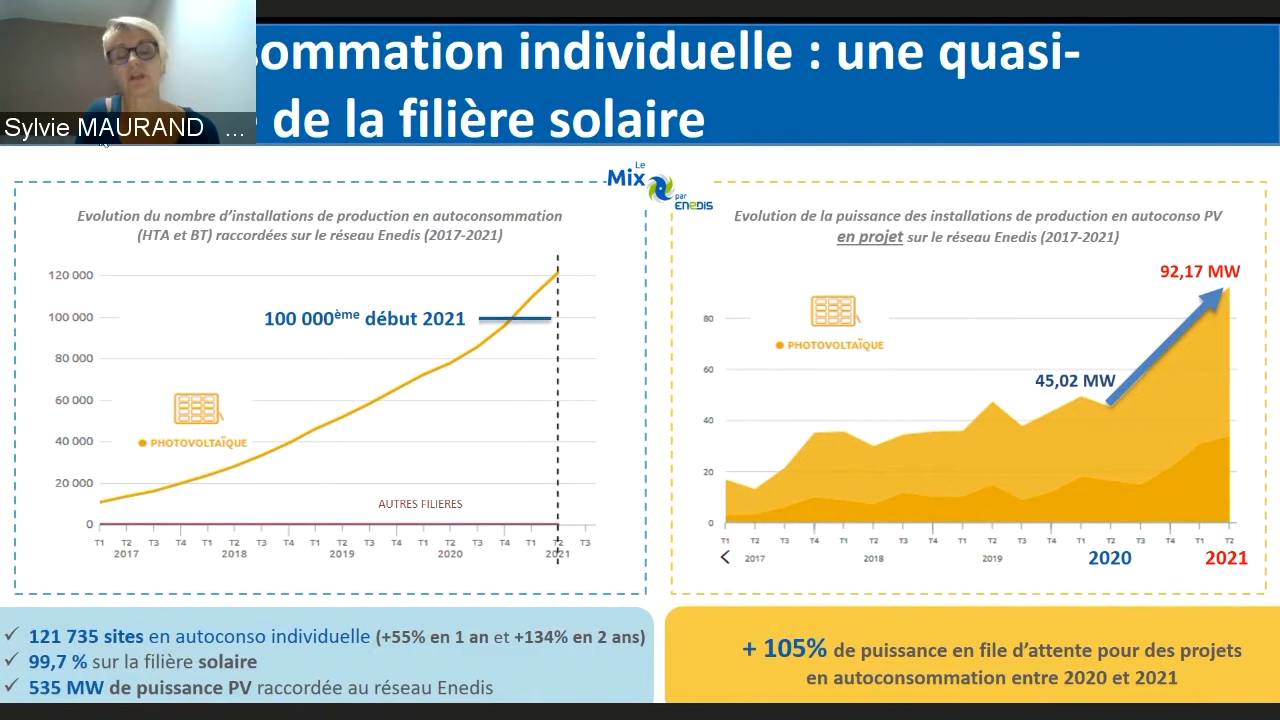 sommation individuelle : une quasi-
de la filière solaire
Sylvie MAURAND ...
Le
Mix
par
ENEDIS
Evolution du nombre d'installations de production en autoconsommation
(HTA et BT) raccordées sur le réseau Enedis (2017-2021)
120 000
100 000
80 000
60 000
40 000
20 000
0
100 000ème début 2021
PHOTOVOLTAÏQUE
AUTRES FILIERES
T1 T2 T3 T4 T1 T2 T3 T4 T1 T2 T3 T4 T1 T2 T3 T4 T1 T2 T3
2017 2018 2019 2020 2021
Evolution de la puissance des installations de production en autoconso PV
en projet sur le réseau Enedis (2017-2021)
92,17 MW
80
60
40
20
0
PHOTOVOLTAÏQUE
45,02 MW
T1 T2 T3 T4 T1 T2 T3 T4 T1 T2 T3 T4 T1 T2 T3 T4 T1 T2
< 2017 2018 2019 2020 2021
✓ 121 735 sites en autoconso individuelle (+55% en 1 an et +134% en 2 ans)
✓ 99,7 % sur la filière solaire
✓ 535 MW de puissance PV raccordée au réseau Enedis
+ 105% de puissance en file d'attente pour des projets
en autoconsommation entre 2020 et 2021